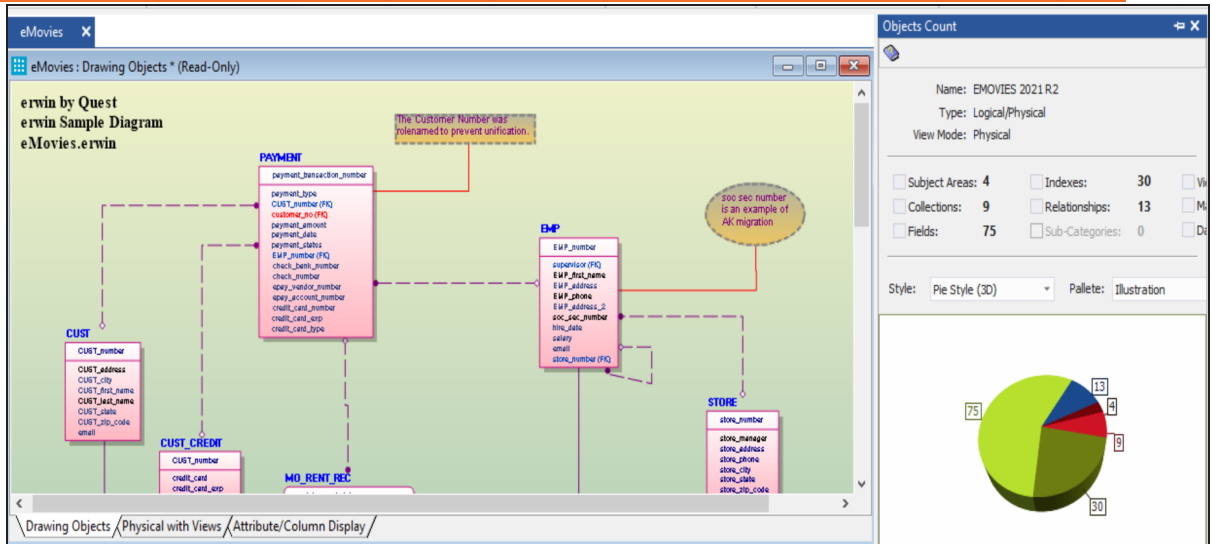 eMovies X
eMovies : Drawing Objects * (Read-Only)
erwin by Quest
erwin Sample Diagram
eMovies.erwin
The Customer Number was
rolenamed to prevent unification.
PAYMENT
payment_transaction_number
payment_type
CUST_number (FK)
customer_no (FK)
payment_amount
payment_date
payment_status
EMP_number (FK)
check_bank_number
check_number
epay_vendor_number
epay_account_number
credit_card_number
credit_card_exp
credit_card_type
soc sec number
is an example of
AK migration
EMP
EMP_number
supervisor (FK)
EMP_first_name
EMP_address
EMP_phone
EMP_address_2
soc_sec_number
hire_date
salary
email
store_number (FK)
CUST
CUST_number
CUST_address
CUST_city
CUST_first_name
CUST_last_name
CUST_state
CUST_zip_code
email
CUST_CREDIT
CUST_number
credit_card
credit_card_exp
MO_RENT_REC
STORE
store_number
store_manager
store_address
store_phone
store_city
store_state
store_zip_code
Drawing Objects / Physical with Views / Attribute/Column Display /
Objects Count
Name: EMOVIES 2021 R2
Type: Logical/Physical
View Mode: Physical
Subject Areas: 4 Indexes: 30 Vi
Collections: 9 Relationships: 13 M
Fields: 75 Sub-Categories: 0 Da
Style: Pie Style (3D) Pallete: Illustration
13
75
4
9
30